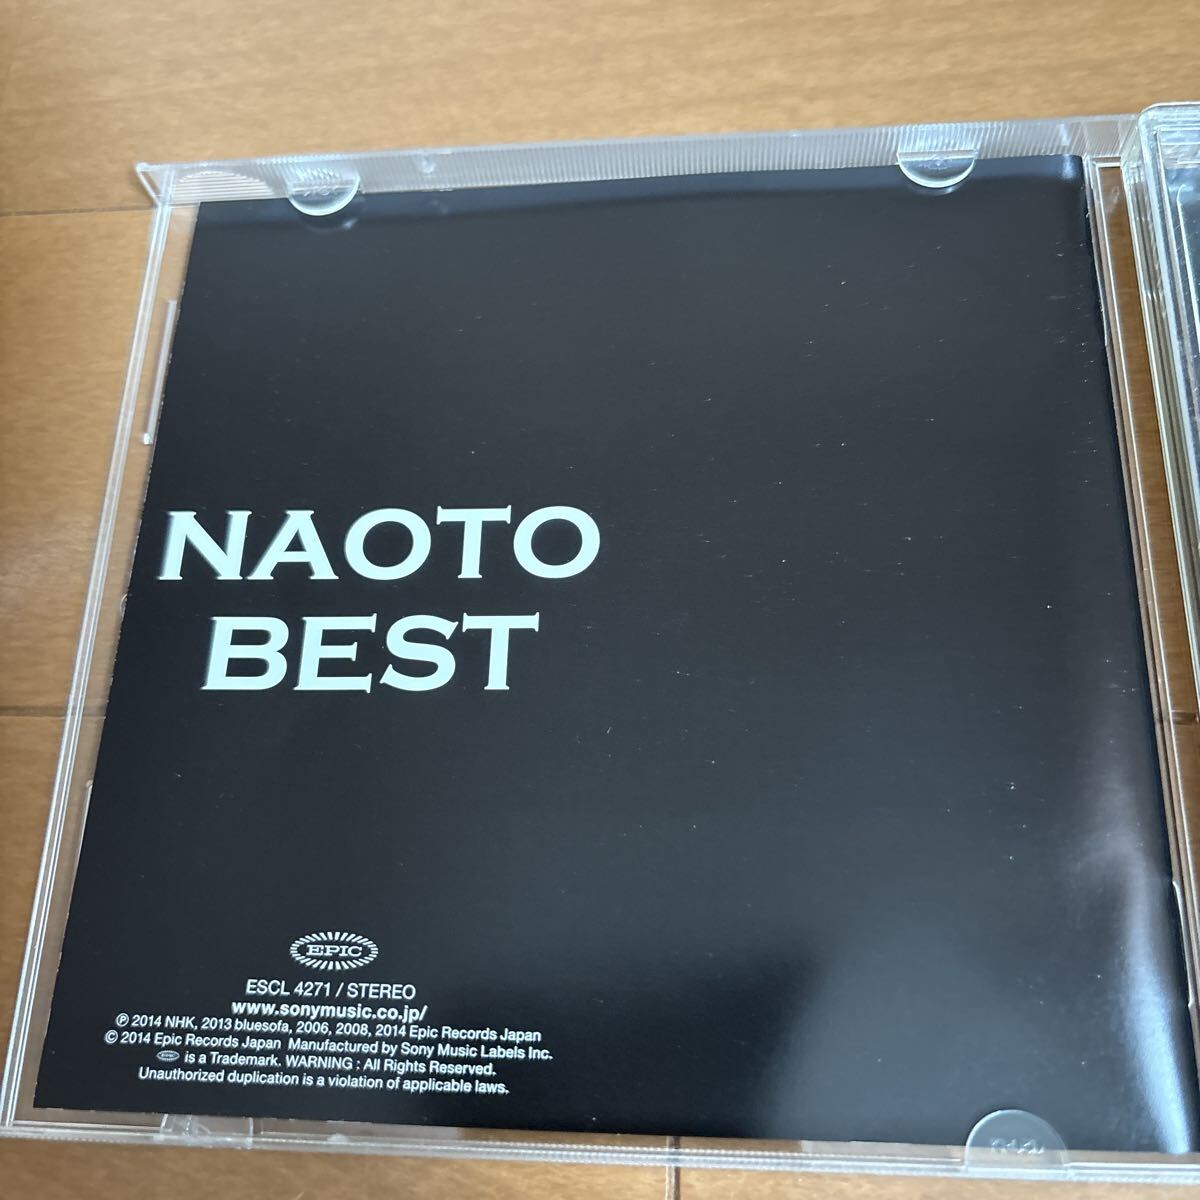 NAOTO
BEST
EPIC
ESCL 4271 / STEREO
www.sonymusic.co.jp/
Ⓟ 2014 NHK, 2013 bluesofa, 2006, 2008, 2014 Epic Records Japan
© 2014 Epic Records Japan Manufactured by Sony Music Labels Inc.
EPIC is a Trademark. WARNING : All Rights Reserved.
Unauthorized duplication is a violation of applicable laws.